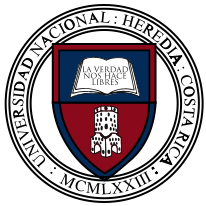 UNIVERSIDAD NACIONAL : HEREDIA, COSTA RICA :
LA VERDAD
NOS HACE
LIBRES
: MCMLXXIII :